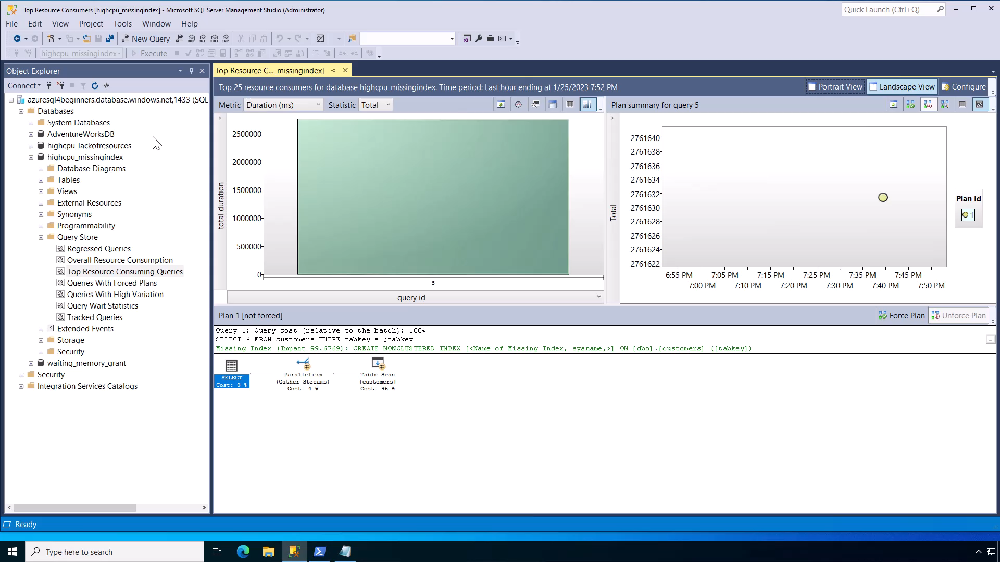 Top Resource Consumers [highcpu_missingindex] - Microsoft SQL Server Management Studio (Administrator)
Quick Launch (Ctrl+Q)
File Edit View Project Tools Window Help
New Query
MDX DMX XMLA DAX
highcpu_missingindex
Execute
Object Explorer
Connect
azuresql4beginners.database.windows.net,1433 (SQL
Databases
System Databases
AdventureWorksDB
highcpu_lackofresources
highcpu_missingindex
Database Diagrams
Tables
Views
External Resources
Synonyms
Programmability
Query Store
Regressed Queries
Overall Resource Consumption
Top Resource Consuming Queries
Queries With Forced Plans
Queries With High Variation
Query Wait Statistics
Tracked Queries
Extended Events
Storage
Security
waiting_memory_grant
Security
Integration Services Catalogs
Top Resource C..._missingindex]
Top 25 resource consumers for database highcpu_missingindex. Time period: Last hour ending at 1/25/2023 7:52 PM
Portrait View
Landscape View
Configure
Metric Duration (ms) Statistic Total
total duration
2500000
2000000
1500000
1000000
500000
0
5
query id
Plan summary for query 5
Total
2761640
2761638
2761636
2761634
2761632
2761630
2761628
2761626
2761624
2761622
6:55 PM 7:05 PM 7:15 PM 7:25 PM 7:35 PM 7:45 PM
7:00 PM 7:10 PM 7:20 PM 7:30 PM 7:40 PM 7:50 PM
Plan Id
1
Plan 1 [not forced]
Force Plan
Unforce Plan
Query 1: Query cost (relative to the batch): 100%
SELECT * FROM customers WHERE tabkey = @tabkey
Missing Index (Impact 99.6769): CREATE NONCLUSTERED INDEX [<Name of Missing Index, sysname,>] ON [dbo].[customers] ([tabkey])
SELECT
Cost: 0 %
Parallelism
(Gather Streams)
Cost: 4 %
Table Scan
[customers]
Cost: 96 %
Ready
Type here to search